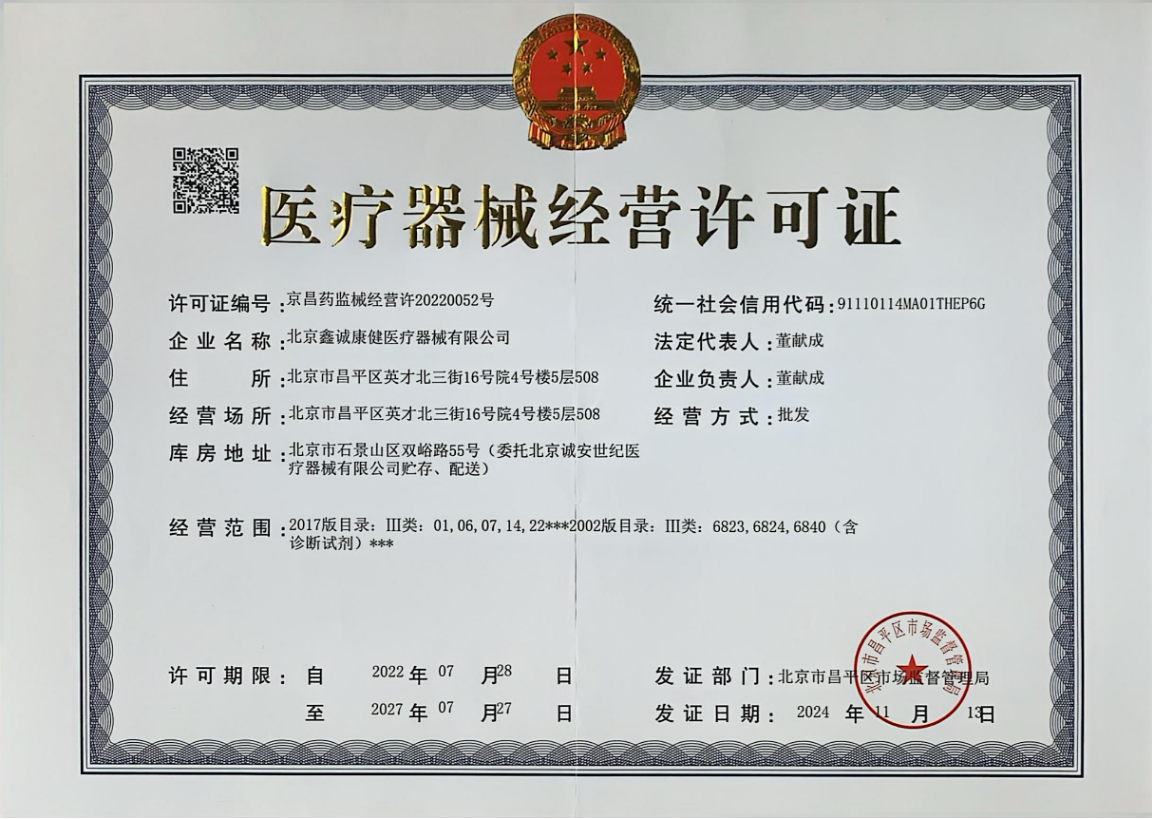 医疗器械经营许可证
许可证编号：京昌药监械经营许20220052号
统一社会信用代码：91110114MA01THEP6G
企业名称：北京鑫诚康健医疗器械有限公司
法定代表人：董献成
住所：北京市昌平区英才北三街16号院4号楼5层508
企业负责人：董献成
经营场所：北京市昌平区英才北三街16号院4号楼5层508
经营方式：批发
库房地址：北京市石景山区双峪路55号（委托北京诚安世纪医
疗器械有限公司贮存、配送）
经营范围：2017版目录：III类：01,06,07,14,22***2002版目录：III类：6823,6824,6840（含
诊断试剂）***
许可期限：自 2022年07月28日
发证部门：北京市昌平区市场监督管理局
至 2027年07月27日
发证日期：2024年11月13日
北京市昌平区市场监督管理局